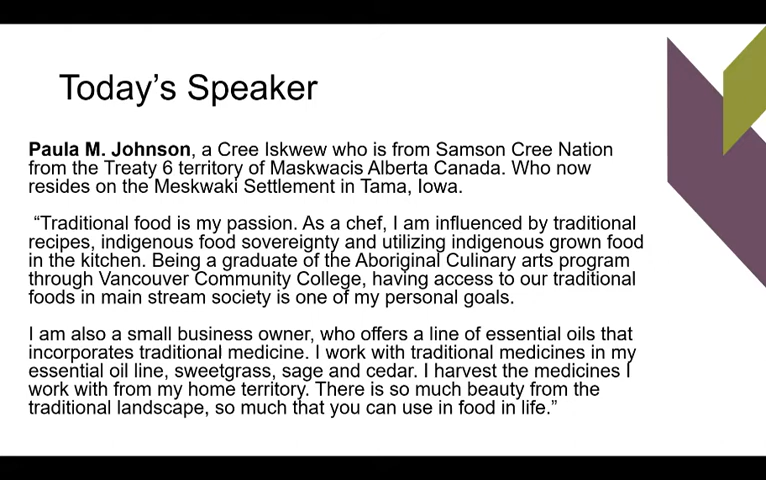 Today’s Speaker
Paula M. Johnson, a Cree Iskwew who is from Samson Cree Nation
from the Treaty 6 territory of Maskwacis Alberta Canada. Who now
resides on the Meskwaki Settlement in Tama, Iowa.
“Traditional food is my passion. As a chef, I am influenced by traditional
recipes, indigenous food sovereignty and utilizing indigenous grown food
in the kitchen. Being a graduate of the Aboriginal Culinary arts program
through Vancouver Community College, having access to our traditional
foods in main stream society is one of my personal goals.
I am also a small business owner, who offers a line of essential oils that
incorporates traditional medicine. I work with traditional medicines in my
essential oil line, sweetgrass, sage and cedar. I harvest the medicines I
work with from my home territory. There is so much beauty from the
traditional landscape, so much that you can use in food in life.”